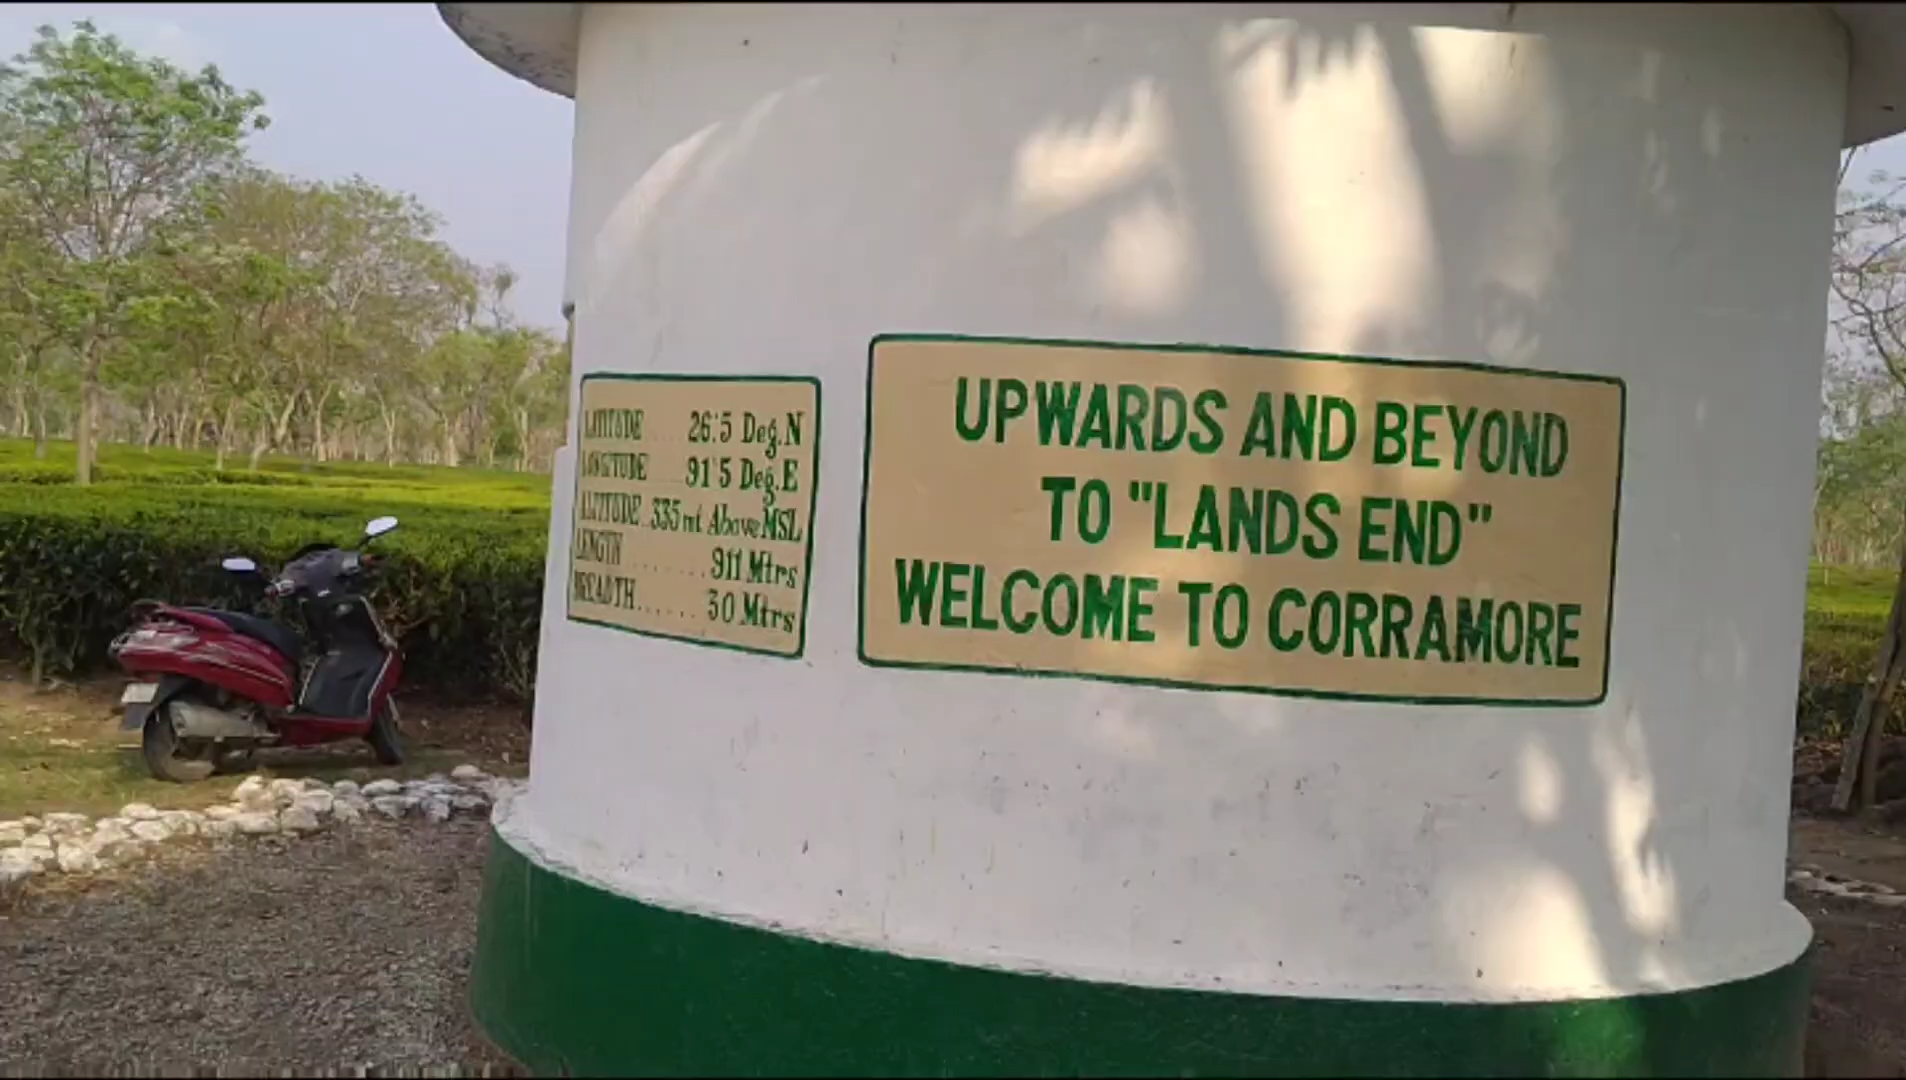 LATITUDE .... 26.5 Deg.N
LONGITUDE ... 91.5 Deg.E
ALTITUDE..335 mt Above MSL
LENGTH ........ 911 Mtrs
BREADTH...... 30 Mtrs
UPWARDS AND BEYOND
TO "LANDS END"
WELCOME TO CORRAMORE